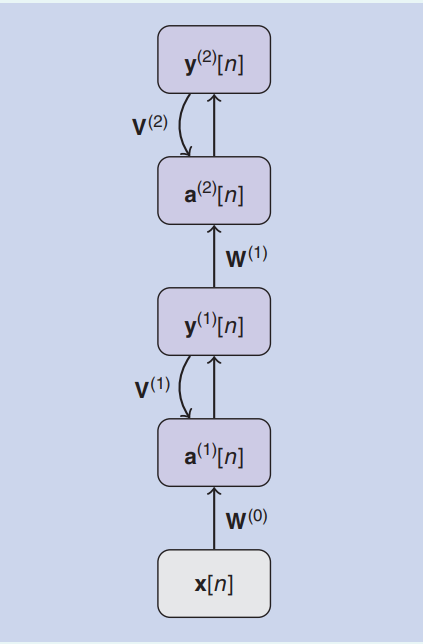 y(2)[n]
V(2)
a(2)[n]
W(1)
y(1)[n]
V(1)
a(1)[n]
W(0)
x[n]